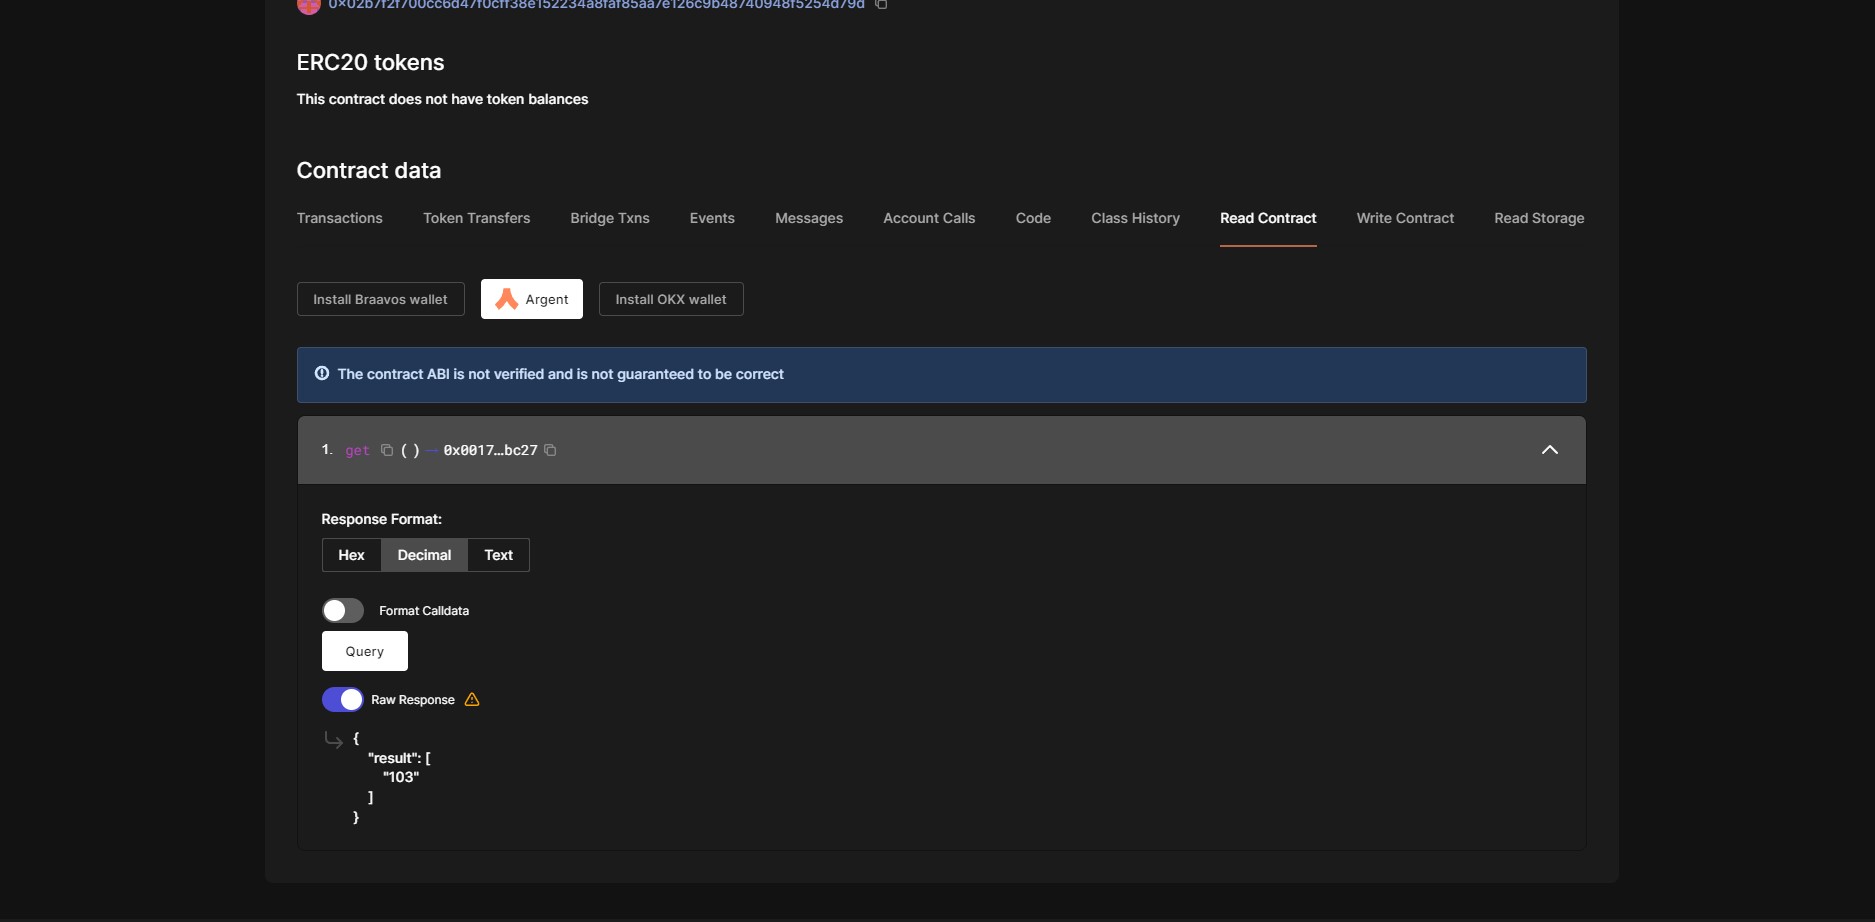 0x02b7f2f700cc6d47f0cff38e152234a8faf85aa7e126c9b48740948f5254d79d
ERC20 tokens
This contract does not have token balances
Contract data
Transactions Token Transfers Bridge Txns Events Messages Account Calls Code Class History Read Contract Write Contract Read Storage
Install Braavos wallet Argent Install OKX wallet
The contract ABI is not verified and is not guaranteed to be correct
1. get ( ) — 0x0017…bc27
Response Format:
Hex Decimal Text
Format Calldata
Query
Raw Response
{
"result": [
"103"
]
}